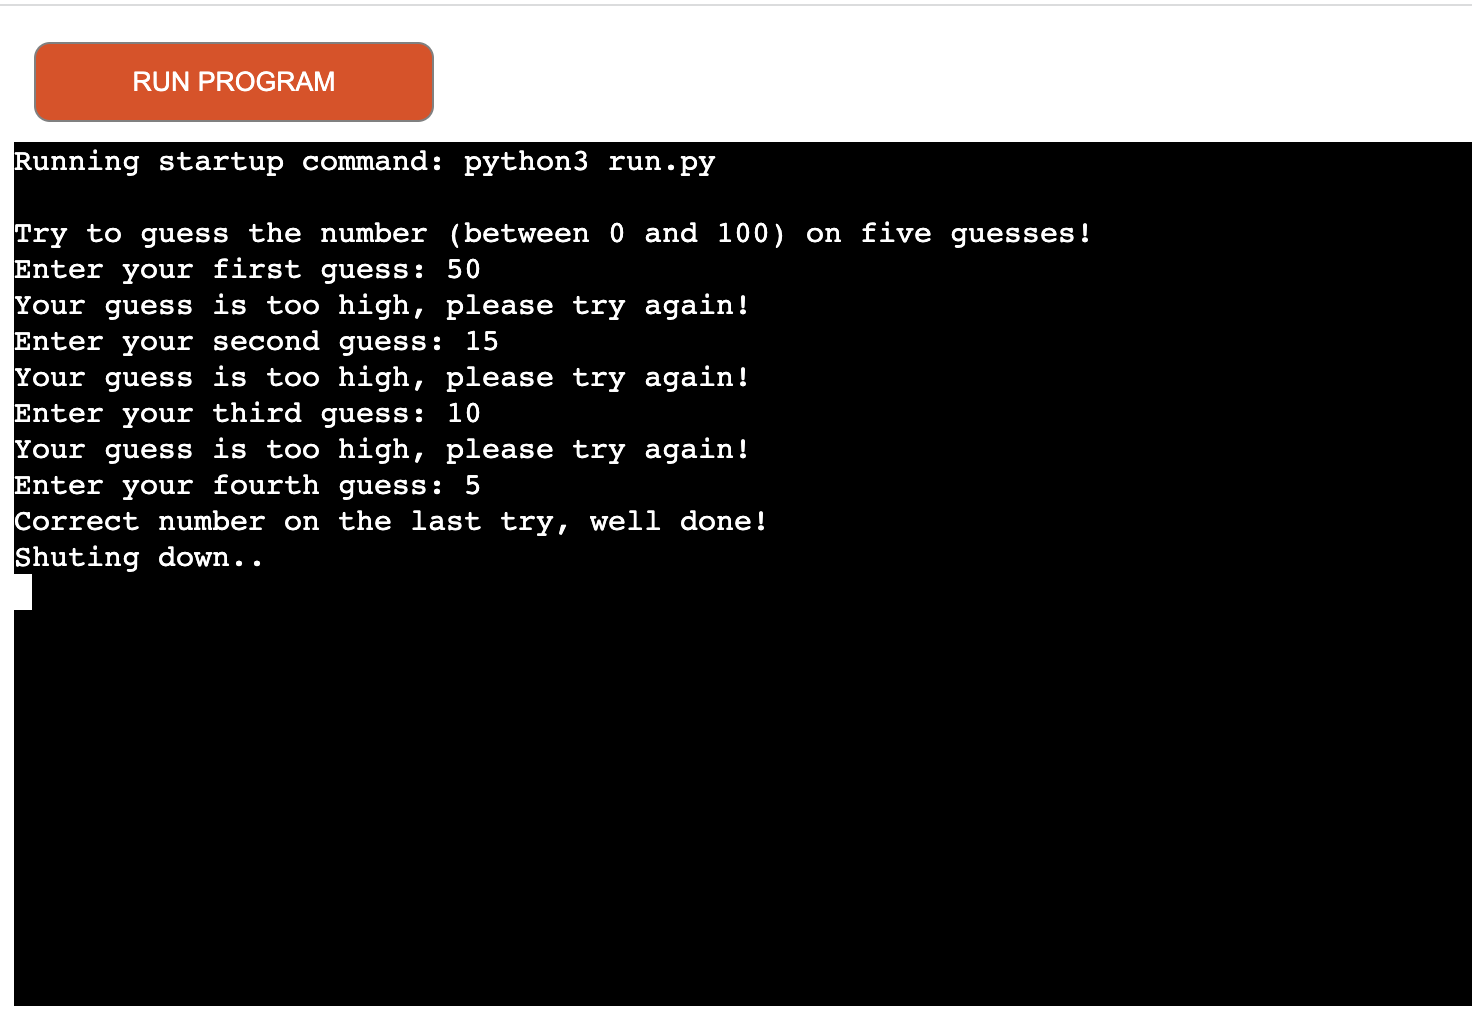 RUN PROGRAM
Running startup command: python3 run.py
Try to guess the number (between 0 and 100) on five guesses!
Enter your first guess: 50
Your guess is too high, please try again!
Enter your second guess: 15
Your guess is too high, please try again!
Enter your third guess: 10
Your guess is too high, please try again!
Enter your fourth guess: 5
Correct number on the last try, well done!
Shuting down..